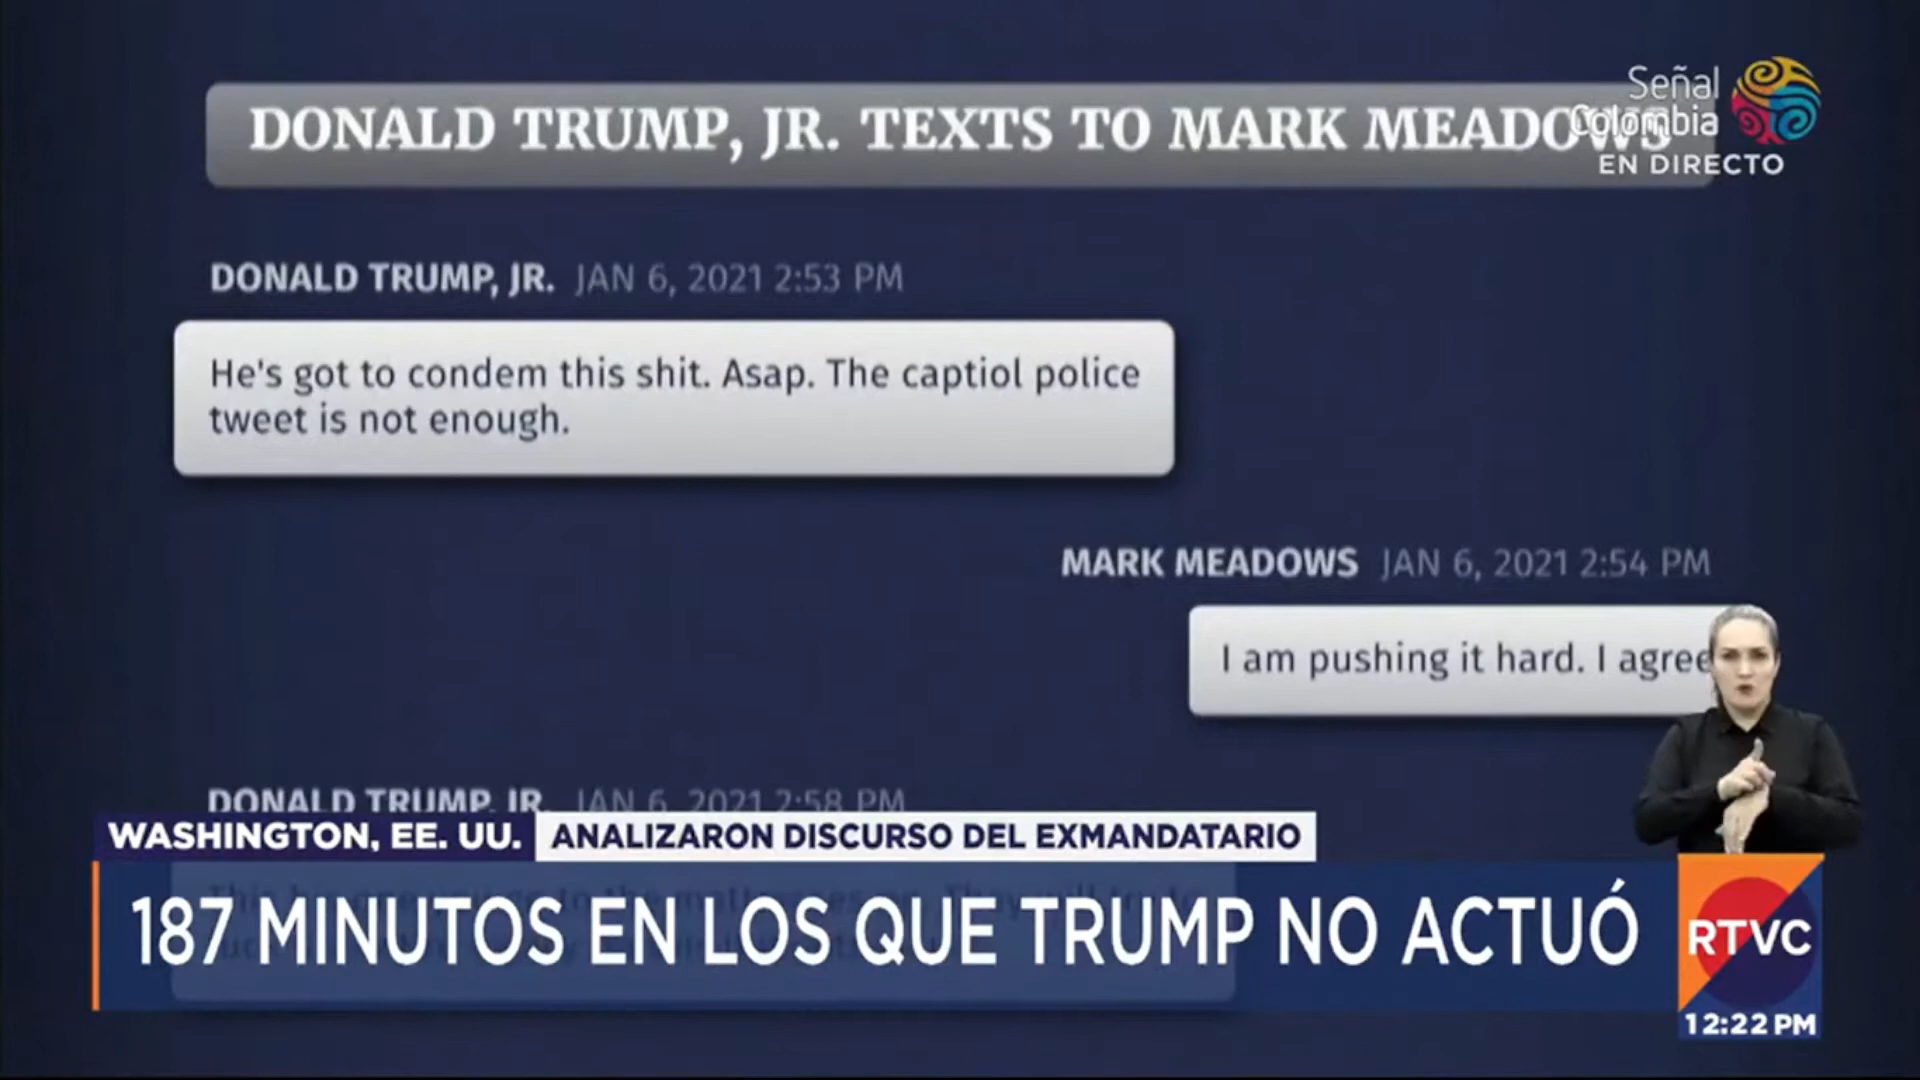 DONALD TRUMP, JR. TEXTS TO MARK MEADOWS
Señal
Colombia
EN DIRECTO
DONALD TRUMP, JR. JAN 6, 2021 2:53 PM
He's got to condem this shit. Asap. The captiol police
tweet is not enough.
MARK MEADOWS JAN 6, 2021 2:54 PM
I am pushing it hard. I agree
DONALD TRUMP, JR. JAN 6, 2021 2:58 PM
WASHINGTON, EE. UU. ANALIZARON DISCURSO DEL EXMANDATARIO
187 MINUTOS EN LOS QUE TRUMP NO ACTUÓ
RTVC
12:22 PM